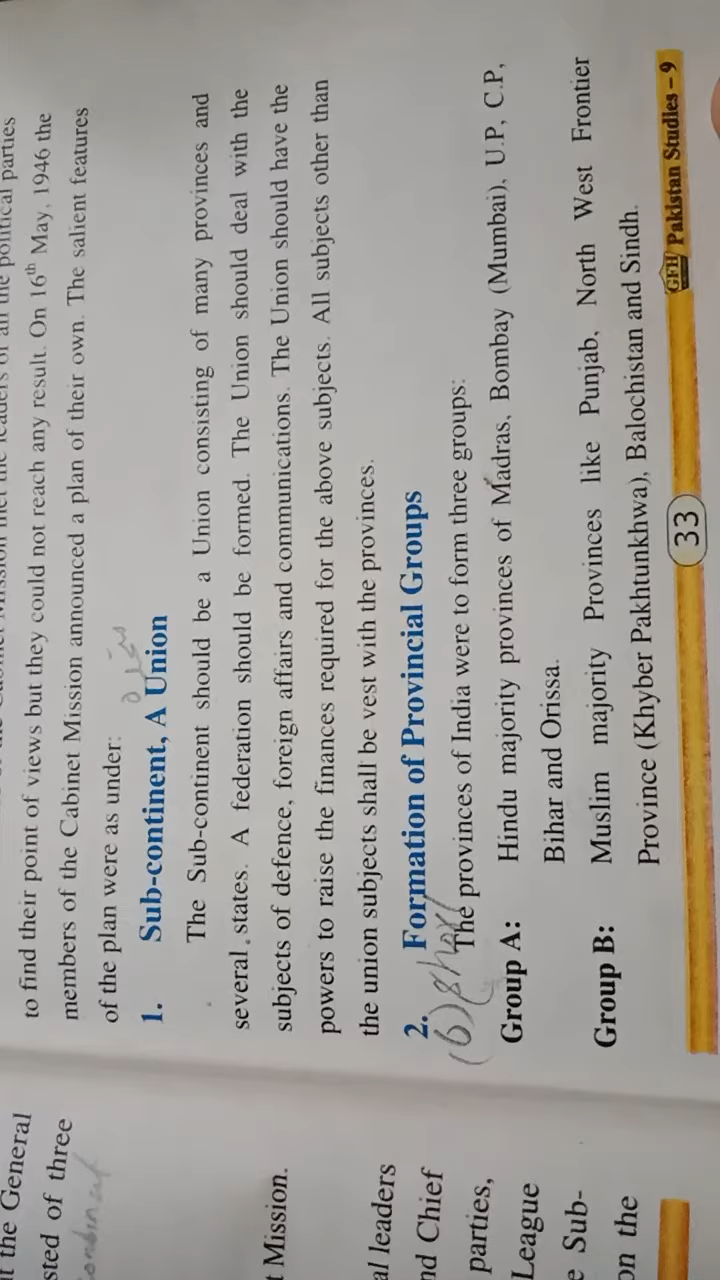 t the General
sted of three
t Mission.
al leaders
nd Chief
parties,
League
e Sub-
on the
to find their point of views but they could not reach any result. On 16th May, 1946 the
members of the Cabinet Mission announced a plan of their own. The salient features
of the plan were as under:
1. Sub-continent, A Union
The Sub-continent should be a Union consisting of many provinces and
several states. A federation should be formed. The Union should deal with the
subjects of defence, foreign affairs and communications. The Union should have the
powers to raise the finances required for the above subjects. All subjects other than
the union subjects shall be vest with the provinces.
2. Formation of Provincial Groups
(6) short
The provinces of India were to form three groups:
Group A: Hindu majority provinces of Madras, Bombay (Mumbai), U.P, C.P,
Bihar and Orissa.
Group B: Muslim majority Provinces like Punjab, North West Frontier
Province (Khyber Pakhtunkhwa), Balochistan and Sindh.
33
GFH Pakistan Studies – 9